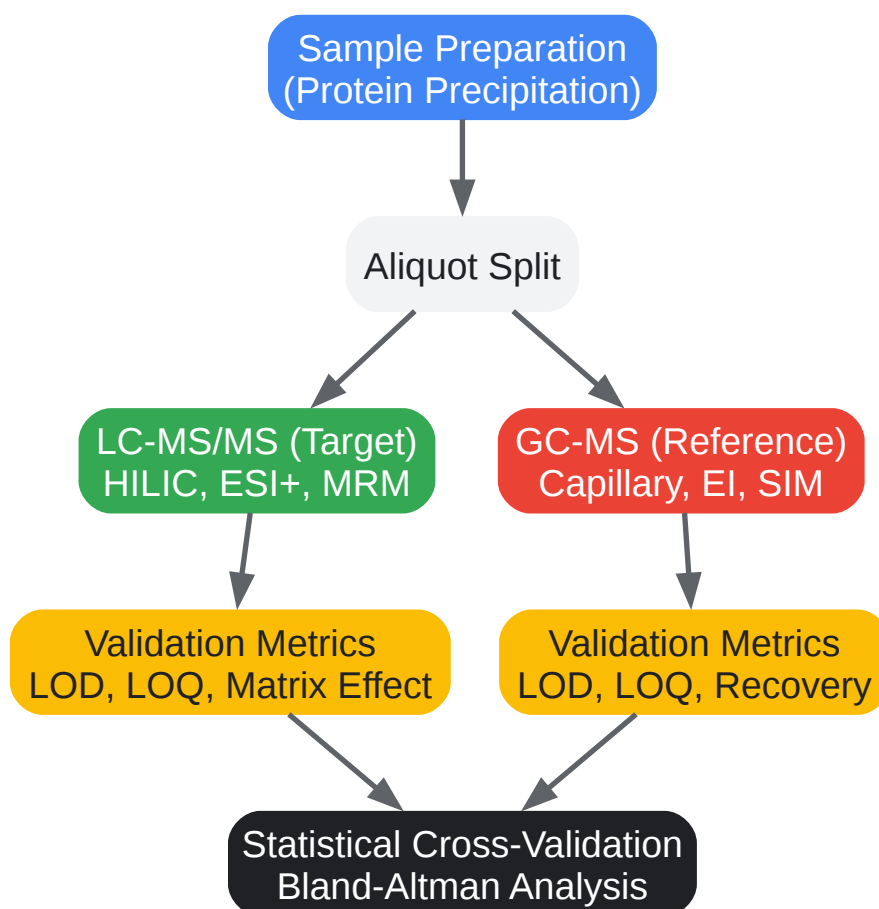 Sample Preparation
(Protein Precipitation)
Aliquot Split
LC-MS/MS (Target)
HILIC, ESI+, MRM
GC-MS (Reference)
Capillary, EI, SIM
Validation Metrics
LOD, LOQ, Matrix Effect
Validation Metrics
LOD, LOQ, Recovery
Statistical Cross-Validation
Bland-Altman Analysis